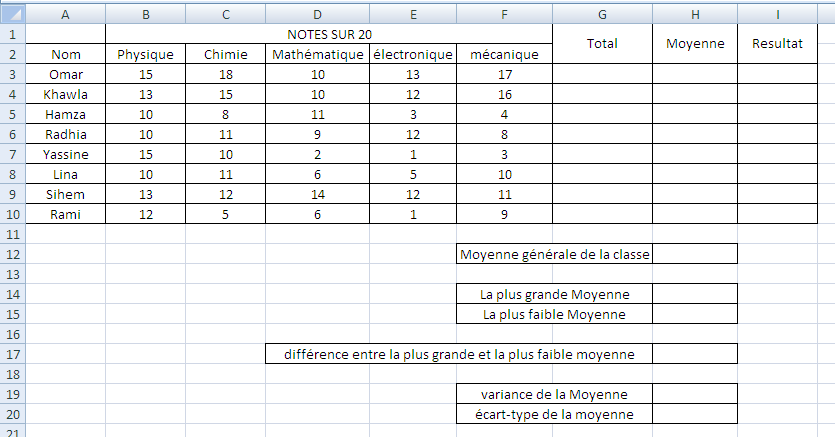 A B C D E F G H I
1 NOTES SUR 20 Total Moyenne Resultat
2 Nom Physique Chimie Mathématique électronique mécanique
3 Omar 15 18 10 13 17
4 Khawla 13 15 10 12 16
5 Hamza 10 8 11 3 4
6 Radhia 10 11 9 12 8
7 Yassine 15 10 2 1 3
8 Lina 10 11 6 5 10
9 Sihem 13 12 14 12 11
10 Rami 12 5 6 1 9
11
12 Moyenne générale de la classe
13
14 La plus grande Moyenne
15 La plus faible Moyenne
16
17 différence entre la plus grande et la plus faible moyenne
18
19 variance de la Moyenne
20 écart-type de la moyenne
21